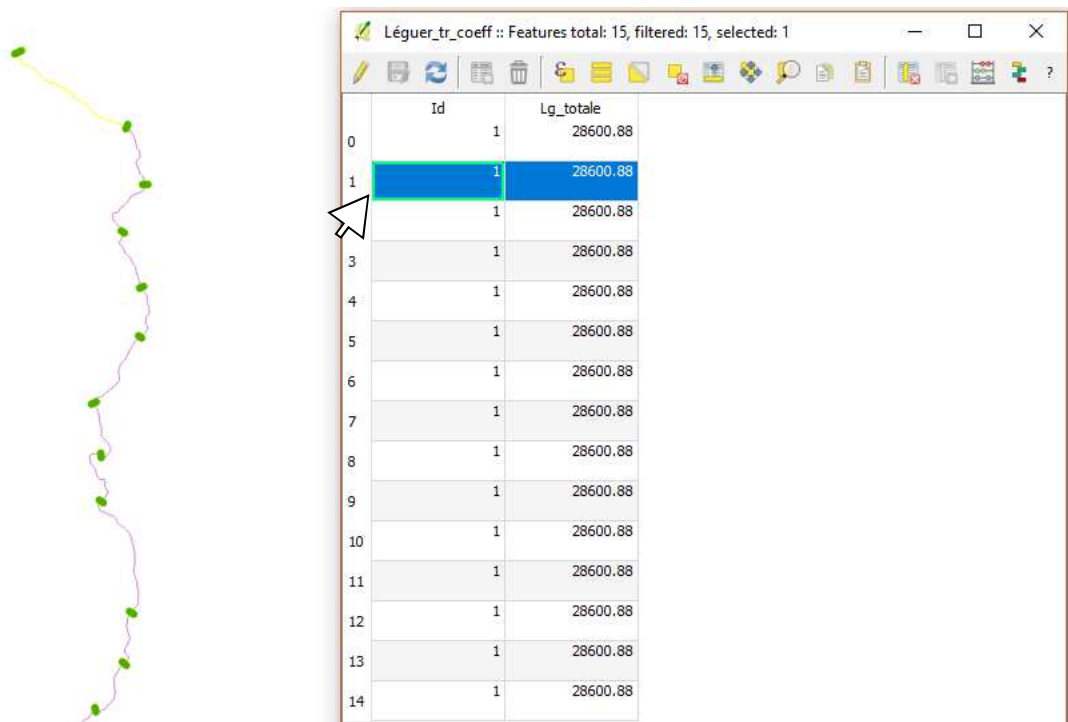 Léguer_tr_coeff :: Features total: 15, filtered: 15, selected: 1
?
Id Lg_totale
0 1 28600.88
1 1 28600.88
1 28600.88
3 1 28600.88
4 1 28600.88
5 1 28600.88
6 1 28600.88
7 1 28600.88
8 1 28600.88
9 1 28600.88
10 1 28600.88
11 1 28600.88
12 1 28600.88
13 1 28600.88
14 1 28600.88